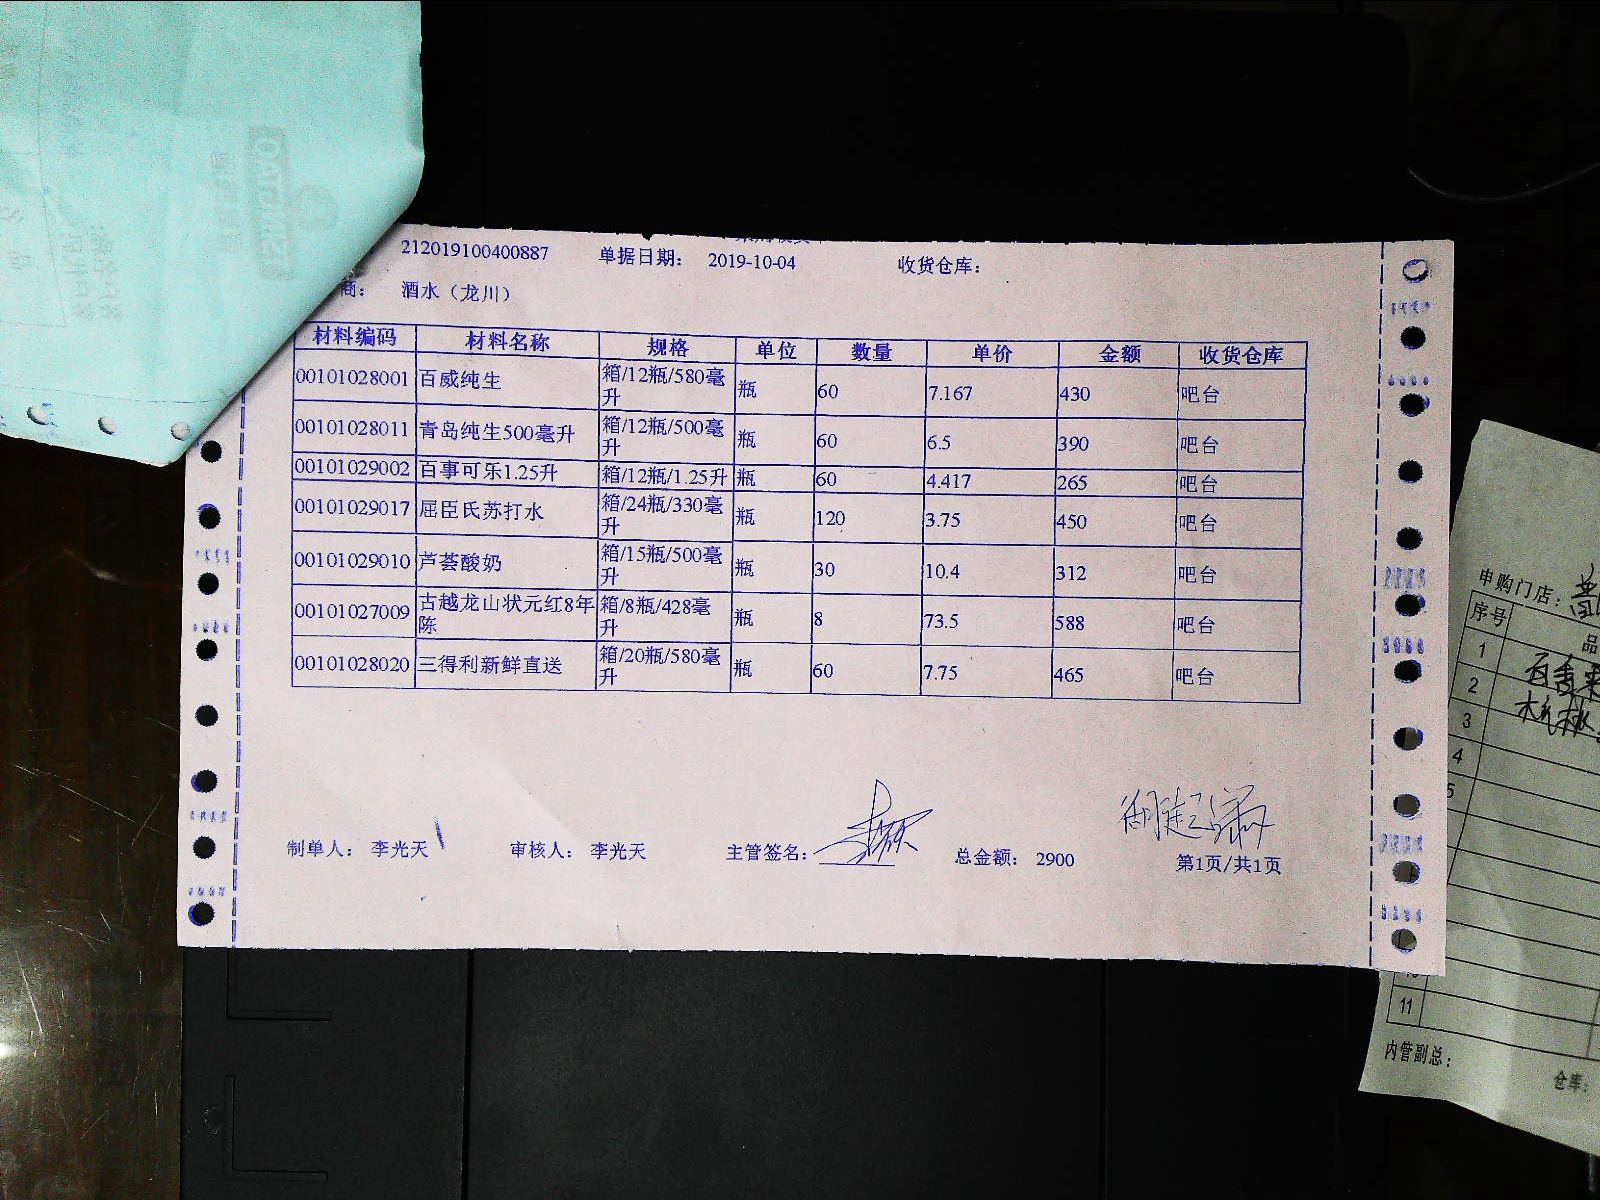 212019100400887 单据日期： 2019-10-04 收货仓库：
商： 酒水（龙川）
材料编码 材料名称 规格 单位 数量 单价 金额 收货仓库
00101028001 百威纯生 箱/12瓶/580毫升 瓶 60 7.167 430 吧台
00101028011 青岛纯生500毫升 箱/12瓶/500毫升 瓶 60 6.5 390 吧台
00101029002 百事可乐1.25升 箱/12瓶/1.25升 瓶 60 4.417 265 吧台
00101029017 屈臣氏苏打水 箱/24瓶/330毫升 瓶 120 3.75 450 吧台
00101029010 芦荟酸奶 箱/15瓶/500毫升 瓶 30 10.4 312 吧台
00101027009 古越龙山状元红8年陈 箱/8瓶/428毫升 瓶 8 73.5 588 吧台
00101028020 三得利新鲜直送 箱/20瓶/580毫升 瓶 60 7.75 465 吧台
制单人： 李光天 审核人： 李光天 主管签名： 总金额： 2900 第1页/共1页
申购门店：
序号 品
1
2
3
4
5
11
内管副总：
仓库：